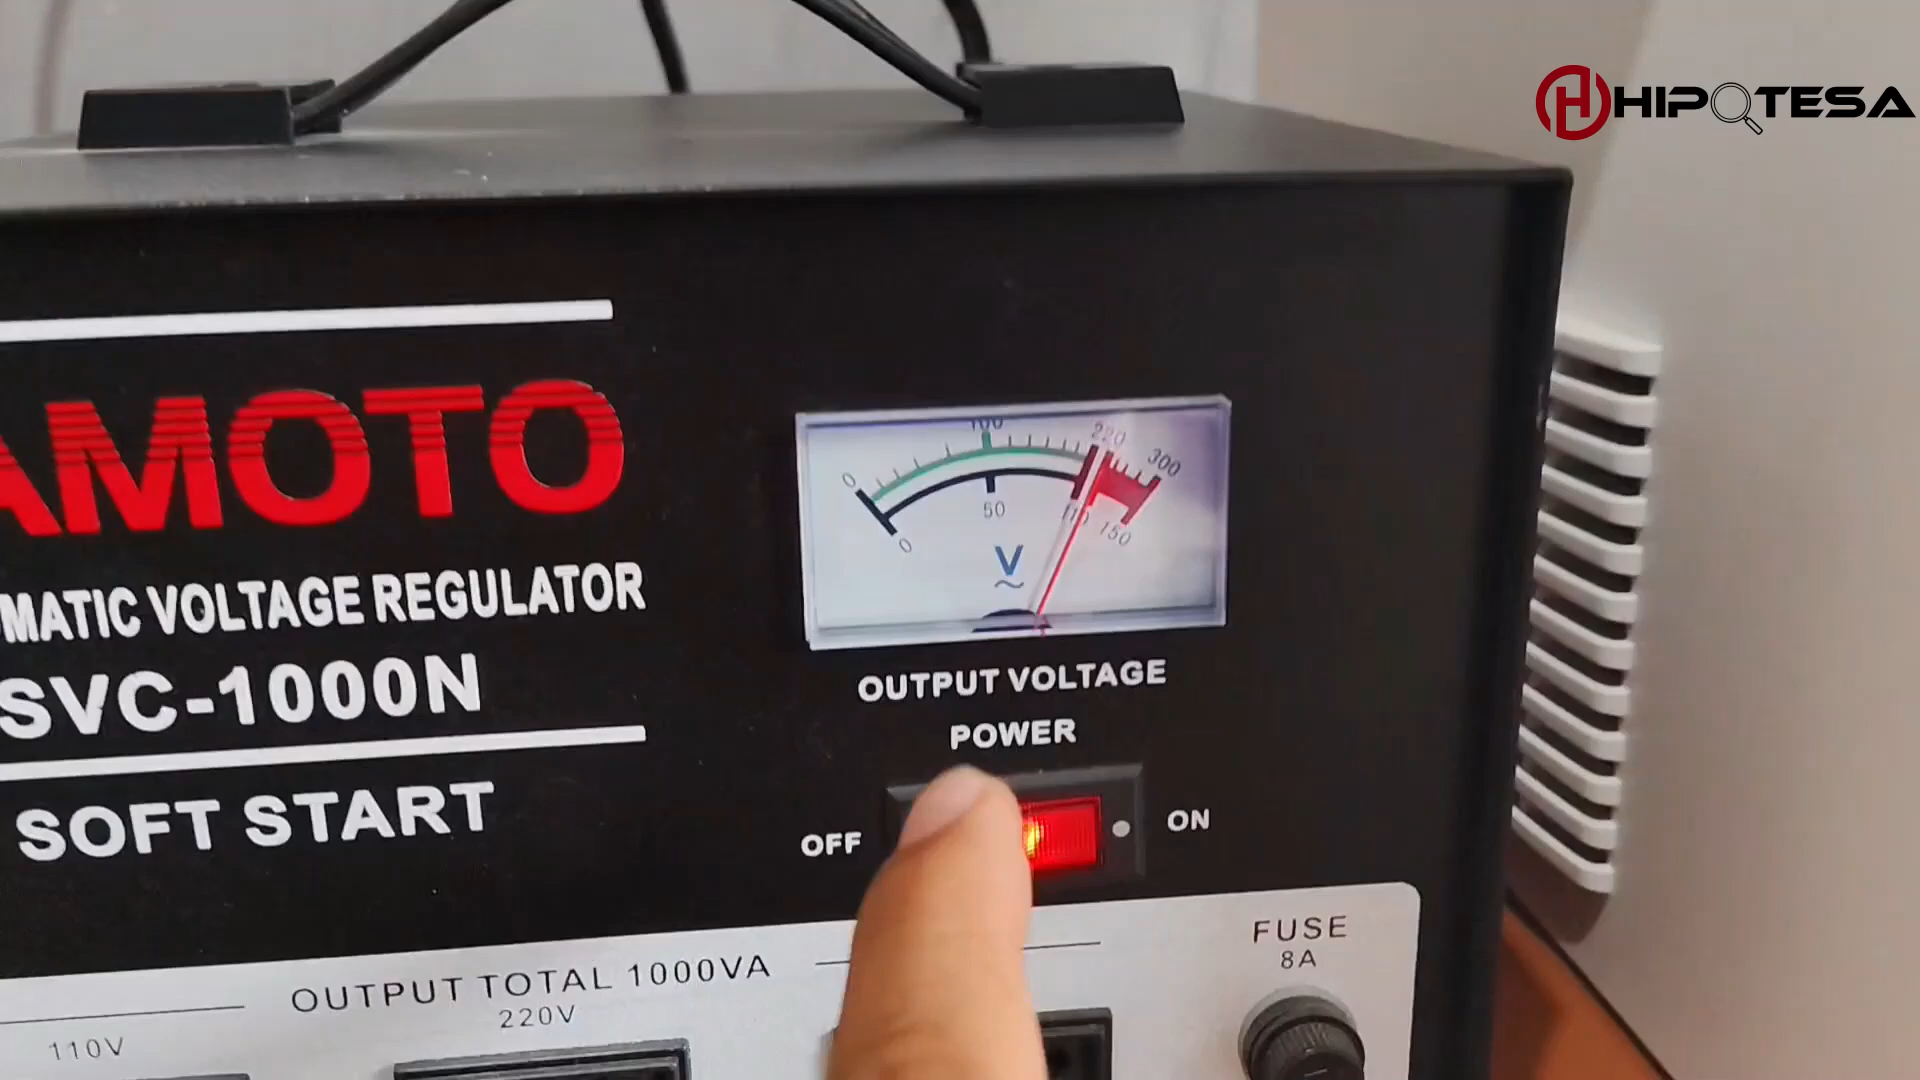 HIPOTESA
AMOTO
MATIC VOLTAGE REGULATOR
SVC-1000N
SOFT START
0
100
220
300
0
50
110
150
V
~
OUTPUT VOLTAGE
POWER
OFF
ON
FUSE
8A
OUTPUT TOTAL 1000VA
110V
220V